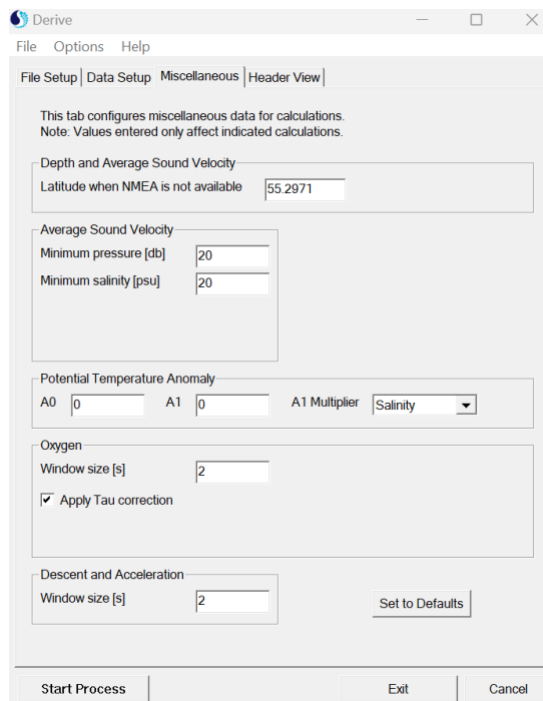 Derive
File Options Help
File Setup Data Setup Miscellaneous Header View
This tab configures miscellaneous data for calculations.
Note: Values entered only affect indicated calculations.
Depth and Average Sound Velocity
Latitude when NMEA is not available 55.2971
Average Sound Velocity
Minimum pressure [db] 20
Minimum salinity [psu] 20
Potential Temperature Anomaly
A0 0 A1 0 A1 Multiplier Salinity
Oxygen
Window size [s] 2
Apply Tau correction
Descent and Acceleration
Window size [s] 2
Set to Defaults
Start Process Exit Cancel